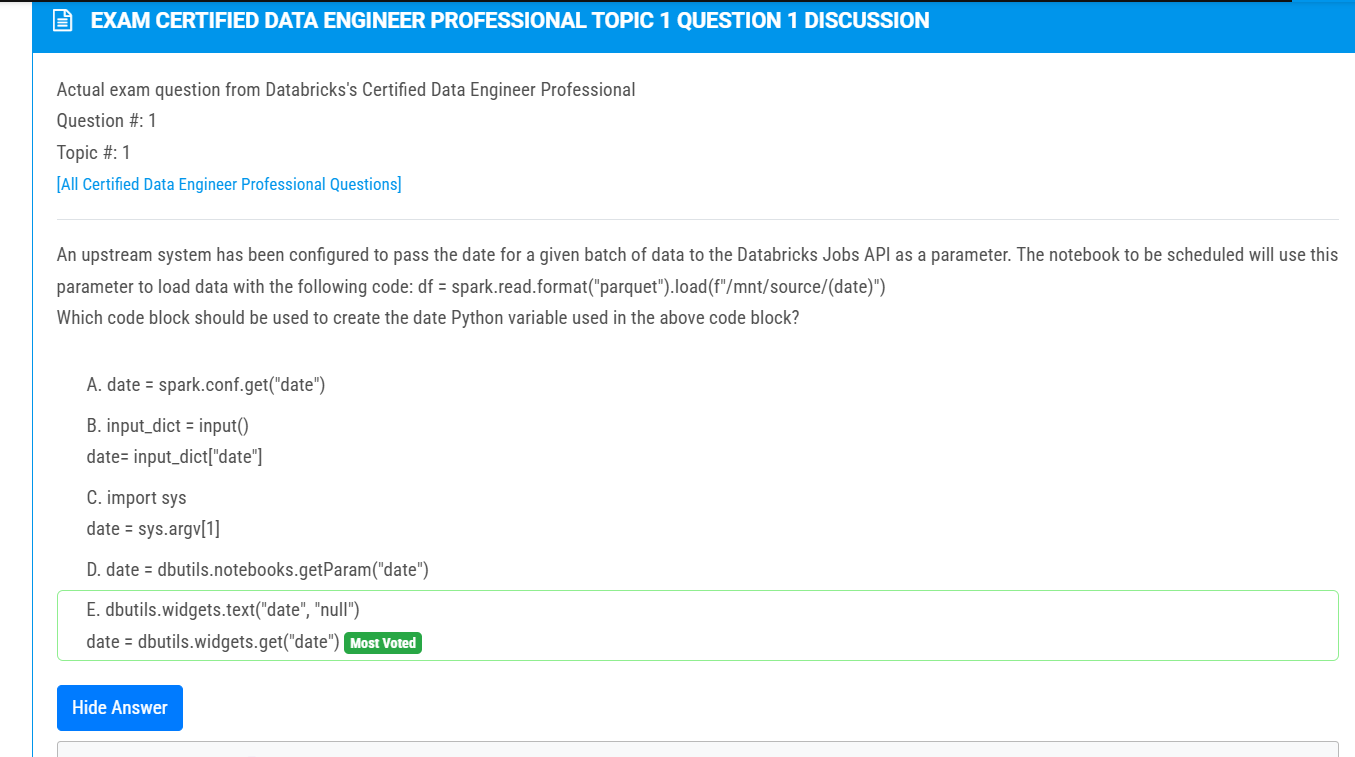 EXAM CERTIFIED DATA ENGINEER PROFESSIONAL TOPIC 1 QUESTION 1 DISCUSSION
Actual exam question from Databricks's Certified Data Engineer Professional
Question #: 1
Topic #: 1
[All Certified Data Engineer Professional Questions]
An upstream system has been configured to pass the date for a given batch of data to the Databricks Jobs API as a parameter. The notebook to be scheduled will use this
parameter to load data with the following code: df = spark.read.format("parquet").load(f"/mnt/source/(date)")
Which code block should be used to create the date Python variable used in the above code block?
A. date = spark.conf.get("date")
B. input_dict = input()
date= input_dict["date"]
C. import sys
date = sys.argv[1]
D. date = dbutils.notebooks.getParam("date")
E. dbutils.widgets.text("date", "null")
date = dbutils.widgets.get("date") Most Voted
Hide Answer